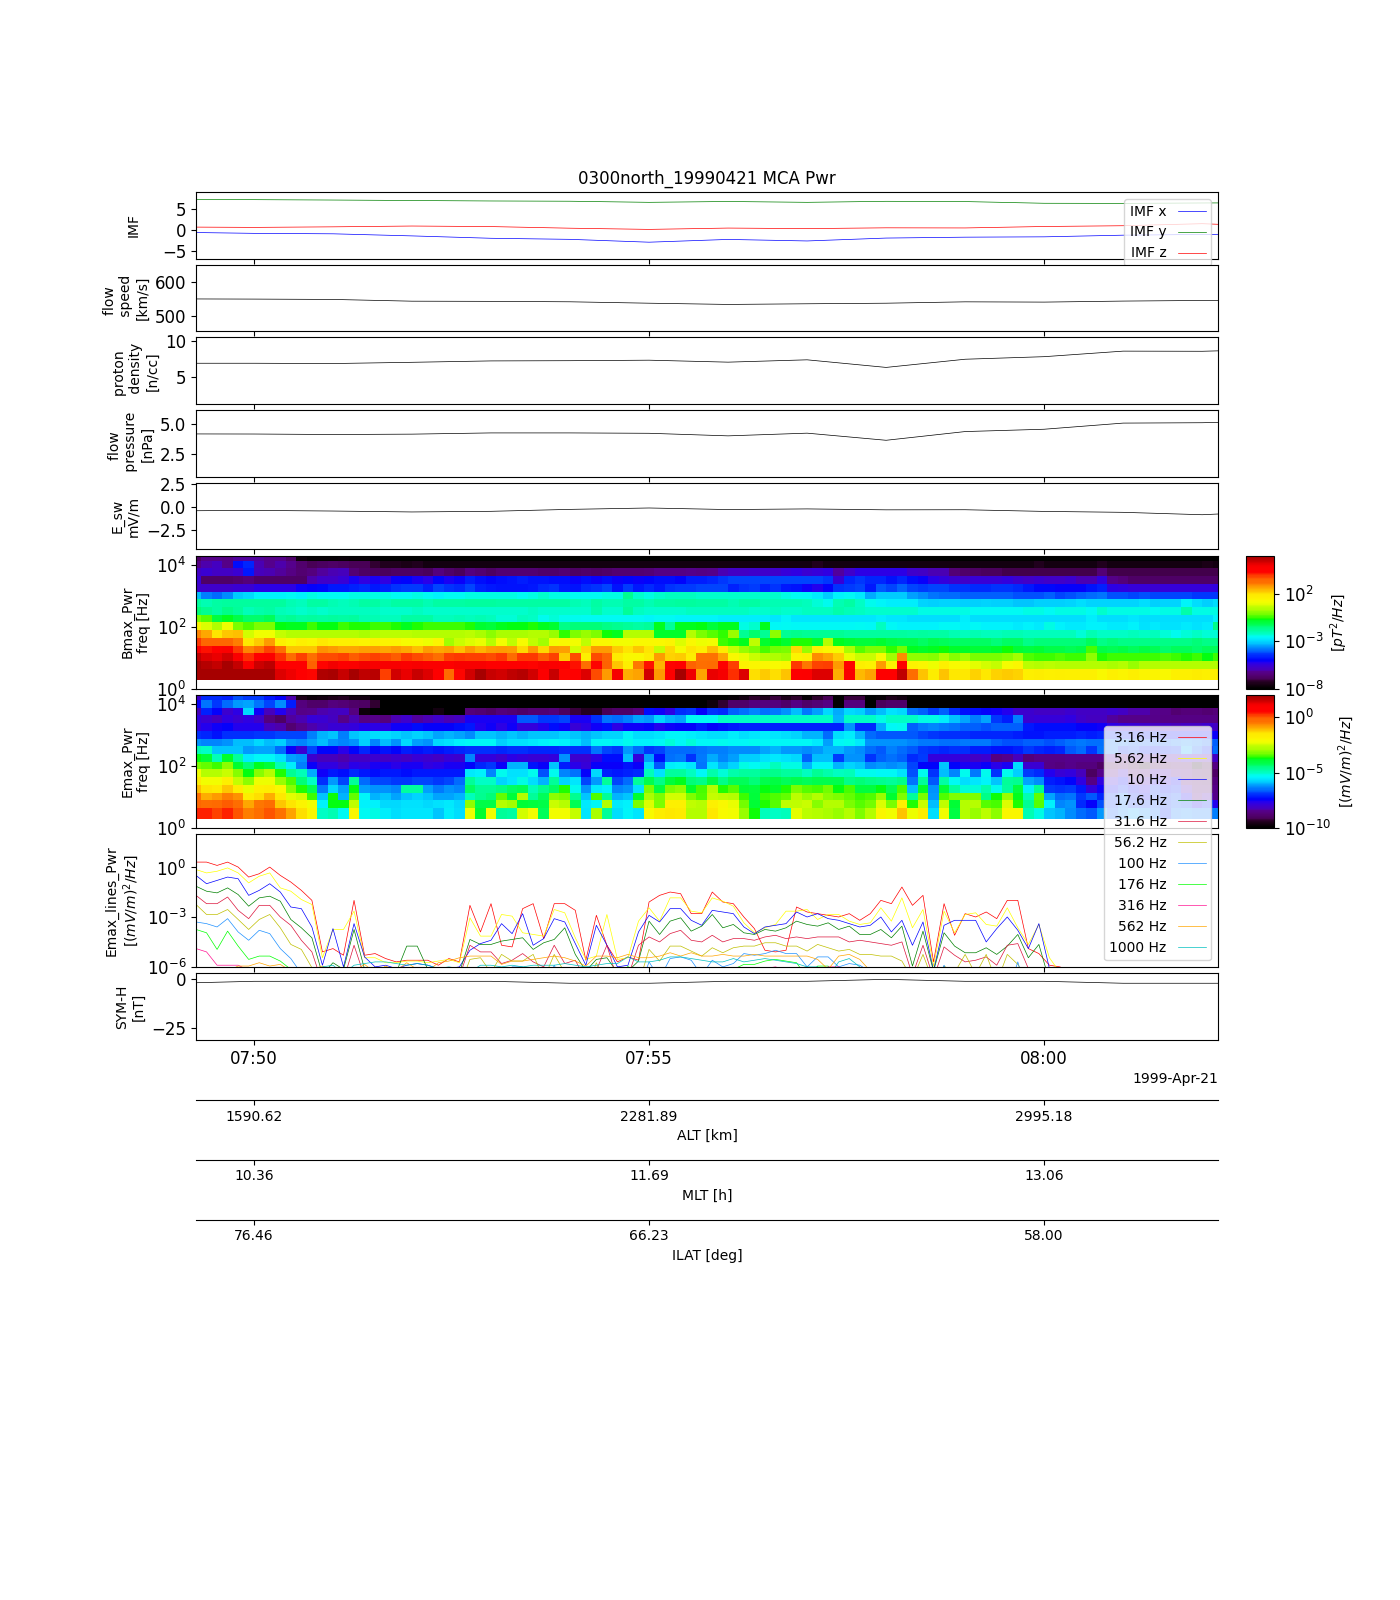 0300north_19990421 MCA Pwr
IMF
5
0
−5
IMF x
IMF y
IMF z
flow
speed
[km/s]
600
500
proton
density
[n/cc]
10
5
flow
pressure
[nPa]
5.0
2.5
E_sw
mV/m
2.5
0.0
−2.5
Bmax_Pwr
freq [Hz]
10^4
10^2
10^0
10^2
10^−3
10^−8
[pT^2/Hz]
Emax_Pwr
freq [Hz]
10^4
10^2
10^0
10^0
10^−5
10^−10
[(mV/m)^2/Hz]
3.16 Hz
5.62 Hz
10 Hz
17.6 Hz
31.6 Hz
56.2 Hz
100 Hz
176 Hz
316 Hz
562 Hz
1000 Hz
Emax_lines_Pwr
[(mV/m)^2/Hz]
10^0
10^−3
10^−6
SYM-H
[nT]
0
−25
07:50 07:55 08:00
1999-Apr-21
1590.62 2281.89 2995.18
ALT [km]
10.36 11.69 13.06
MLT [h]
76.46 66.23 58.00
ILAT [deg]